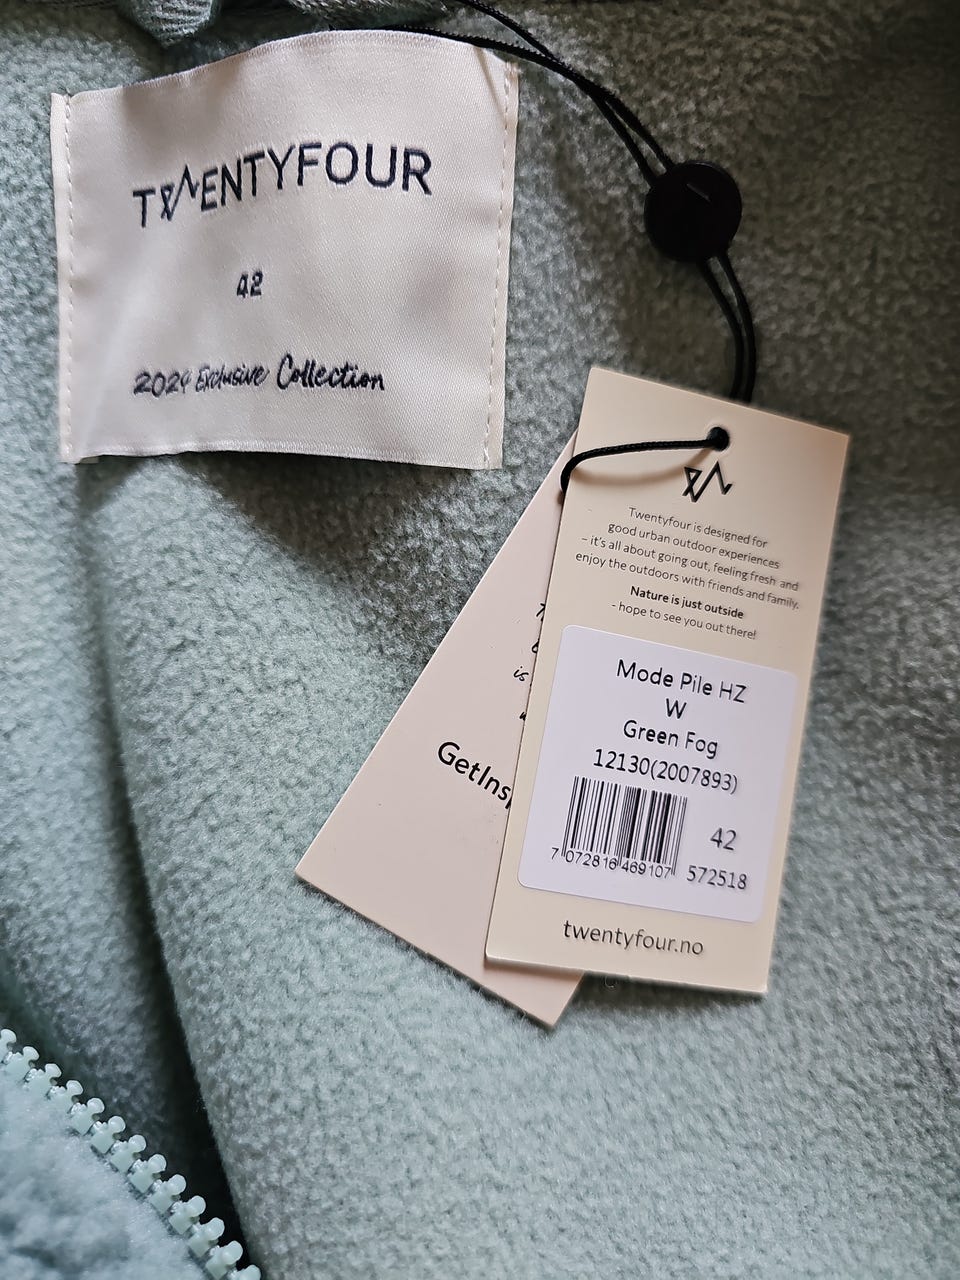 TWENTYFOUR
42
2024 Exclusive Collection
Twentyfour is designed for
good urban outdoor experiences
– it's all about going out, feeling fresh and
enjoy the outdoors with friends and family.
Nature is just outside
- hope to see you out there!
Mode Pile HZ
W
Green Fog
12130(2007893)
42
7 072816 469107
572518
twentyfour.no
is
GetInsp